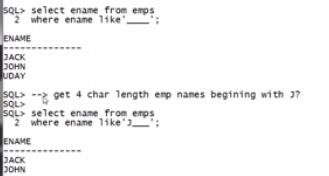 SQL> select ename from emps
2 where ename like'____';
ENAME
--------------
JACK
JOHN
UDAY
SQL> --> get 4 char length emp names begining with J?
SQL>
SQL> select ename from emps
2 where ename like'J___';
ENAME
--------------
JACK
JOHN